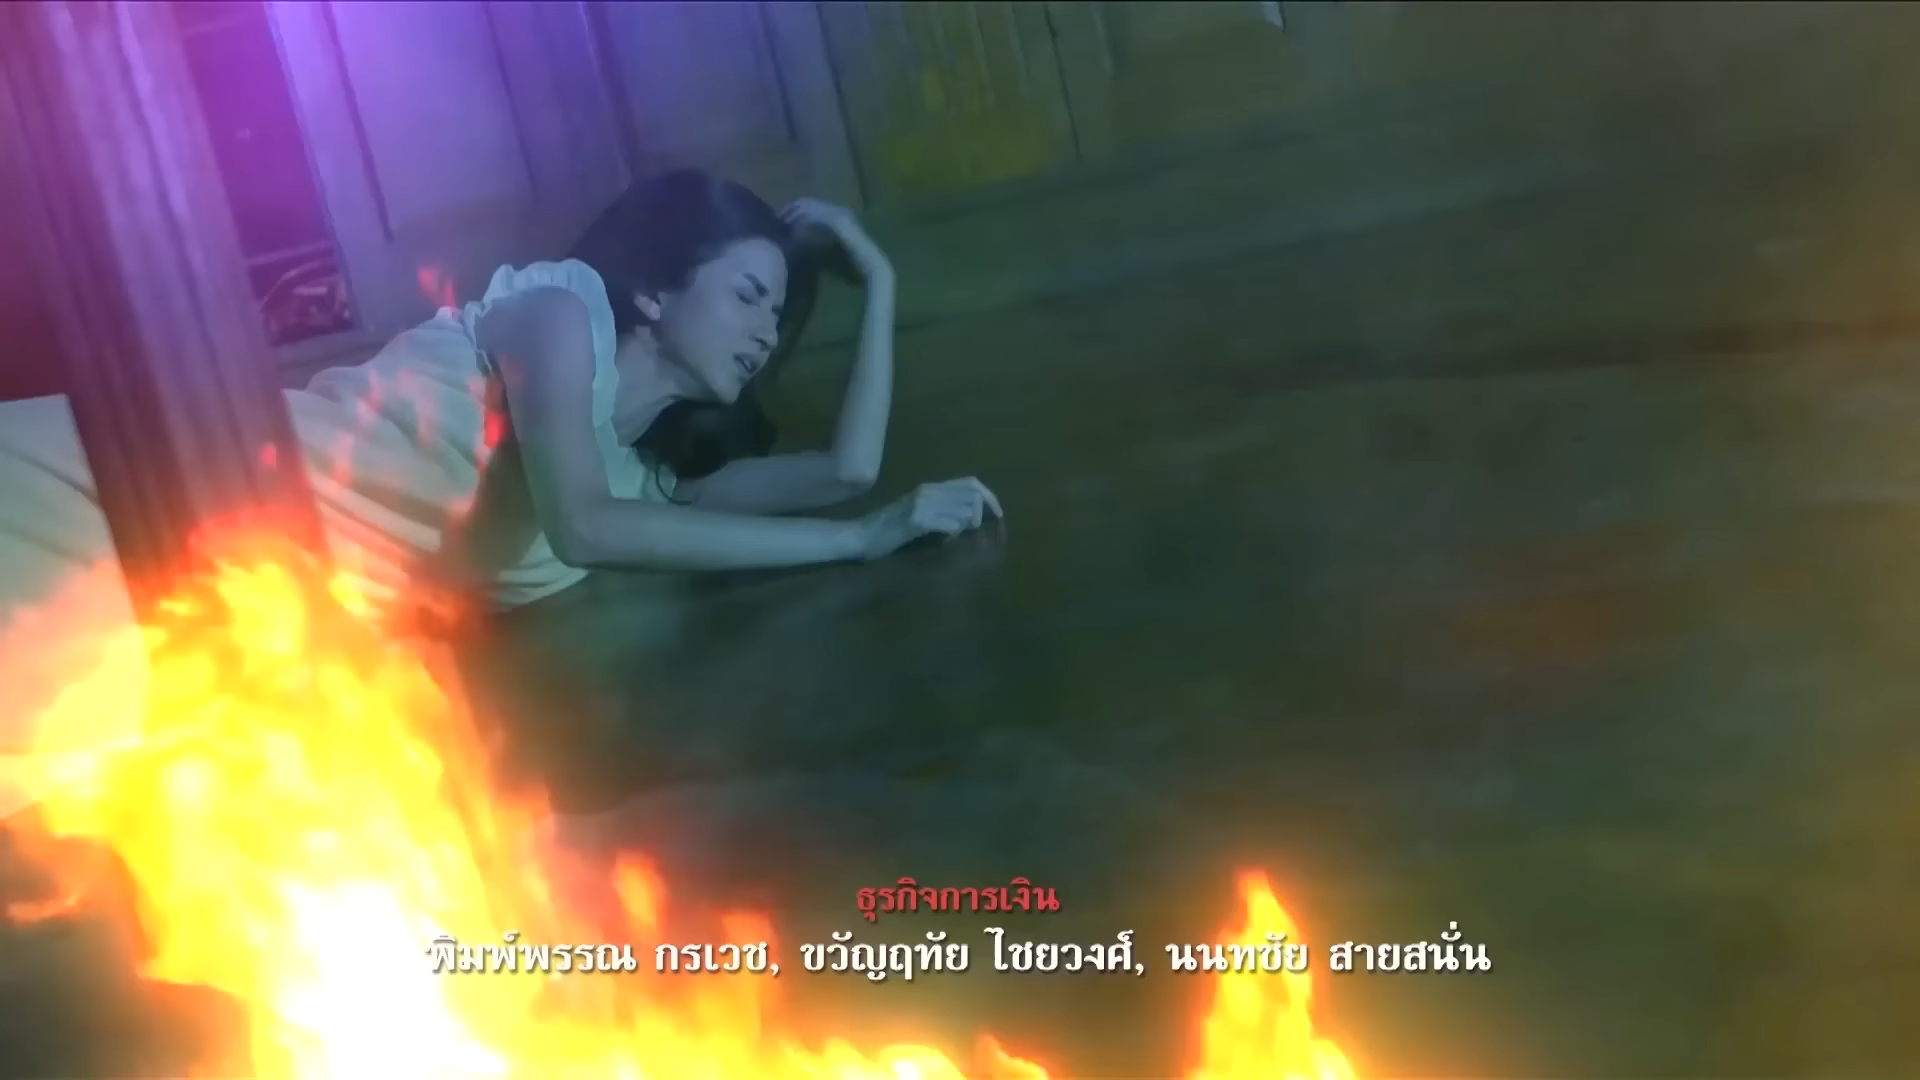 ธุรกิจการเงิน
พิมพ์พรรณ กรเวช, ขวัญฤทัย ไชยวงศ์, นนทชัย สายสนั่น